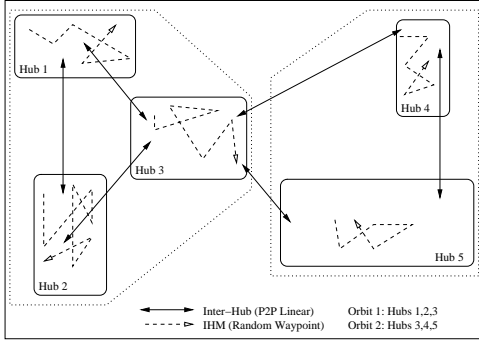 Hub 1
Hub 4
Hub 3
Hub 2
Hub 5
Inter-Hub (P2P Linear) Orbit 1: Hubs 1,2,3
IHM (Random Waypoint) Orbit 2: Hubs 3,4,5